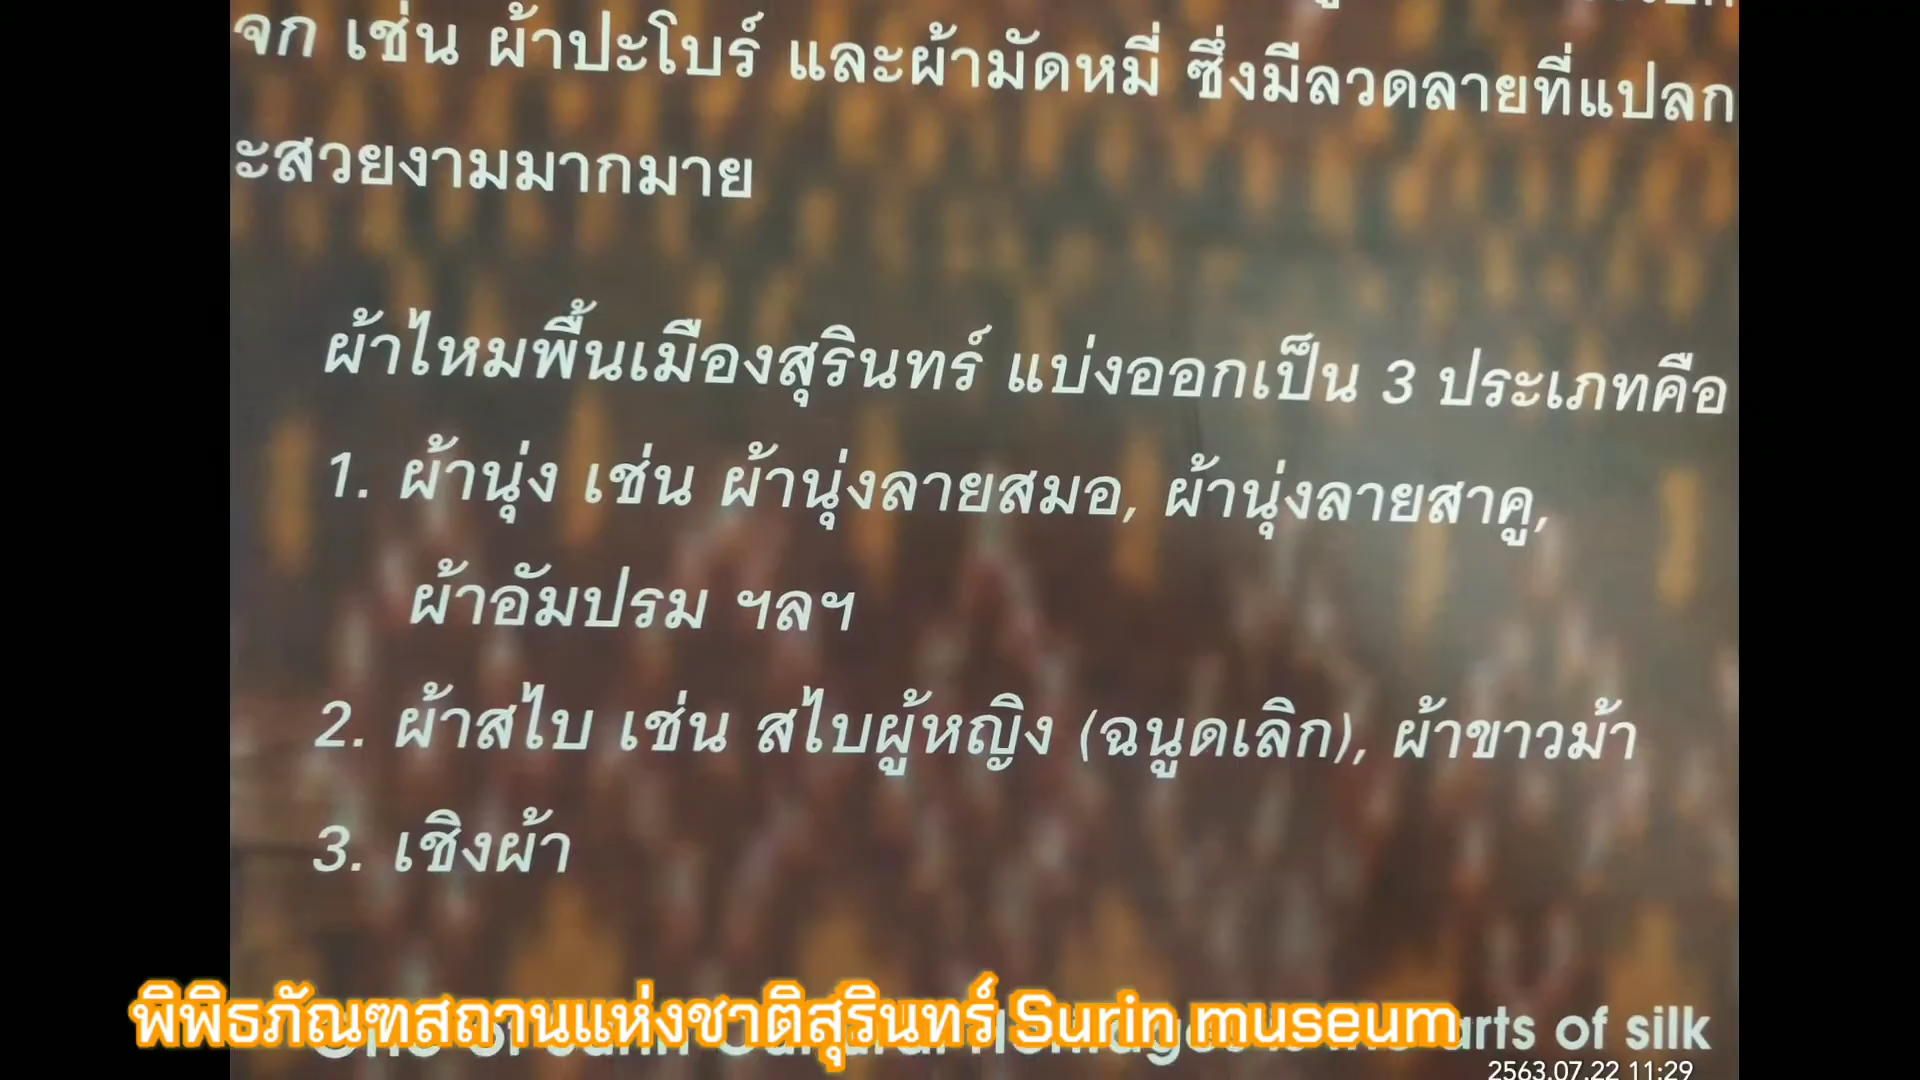 จก เช่น ผ้าปะโบร์ และผ้ามัดหมี่ ซึ่งมีลวดลายที่แปลก
ะสวยงามมากมาย
ผ้าไหมพื้นเมืองสุรินทร์ แบ่งออกเป็น 3 ประเภทคือ
1. ผ้านุ่ง เช่น ผ้านุ่งลายสมอ, ผ้านุ่งลายสาคู,
ผ้าอัมปรม ฯลฯ
2. ผ้าสไบ เช่น สไบผู้หญิง (ฉนูดเลิก), ผ้าขาวม้า
3. เชิงผ้า
พิพิธภัณฑสถานแห่งชาติสุรินทร์ Surin museum
arts of silk
2563.07.22 11:29